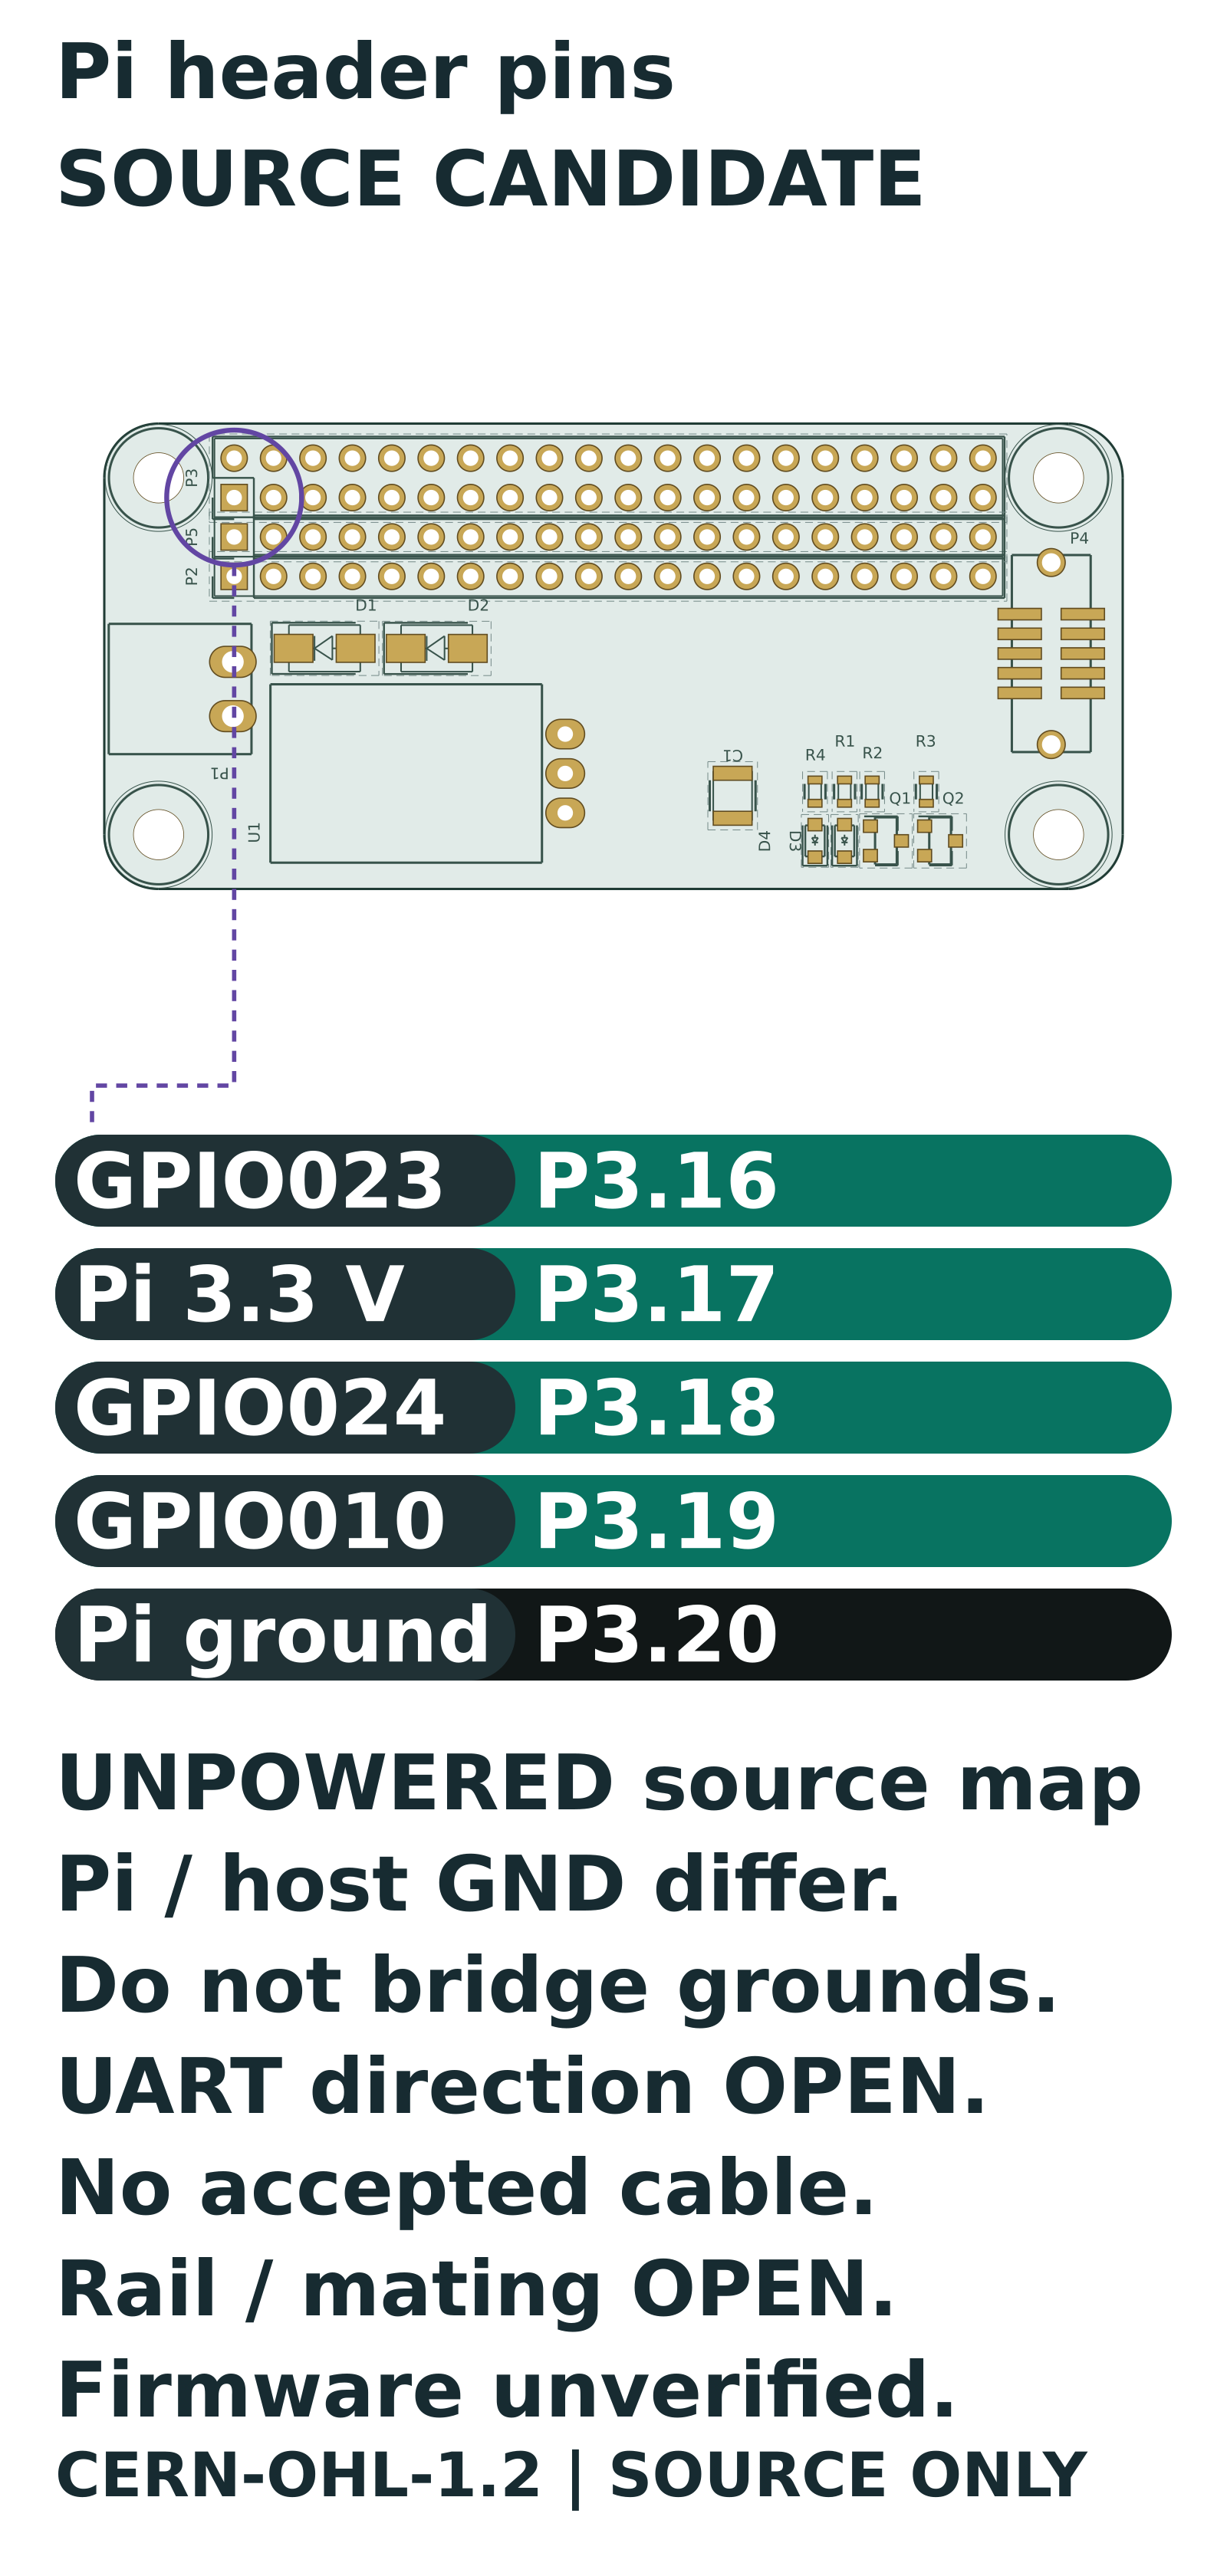 Pi header pins
SOURCE CANDIDATE
P3
P5
P2
P4
D1 D2
P1
U1
C1
D4
D3
R4
R1
R2
R3
Q1
Q2
GPIO023 P3.16
Pi 3.3 V P3.17
GPIO024 P3.18
GPIO010 P3.19
Pi ground P3.20
UNPOWERED source map
Pi / host GND differ.
Do not bridge grounds.
UART direction OPEN.
No accepted cable.
Rail / mating OPEN.
Firmware unverified.
CERN-OHL-1.2 | SOURCE ONLY